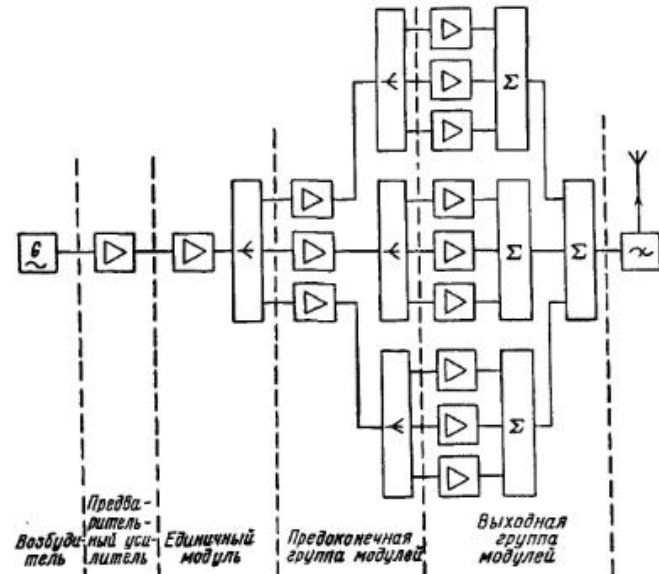 G
Σ
Σ
Σ
Σ
Возбуди-
тель
Предва-
ритель-
ный уси-
литель
Единичный
модуль
Предоконечная
группа модулей
Выходная
группа
модулей